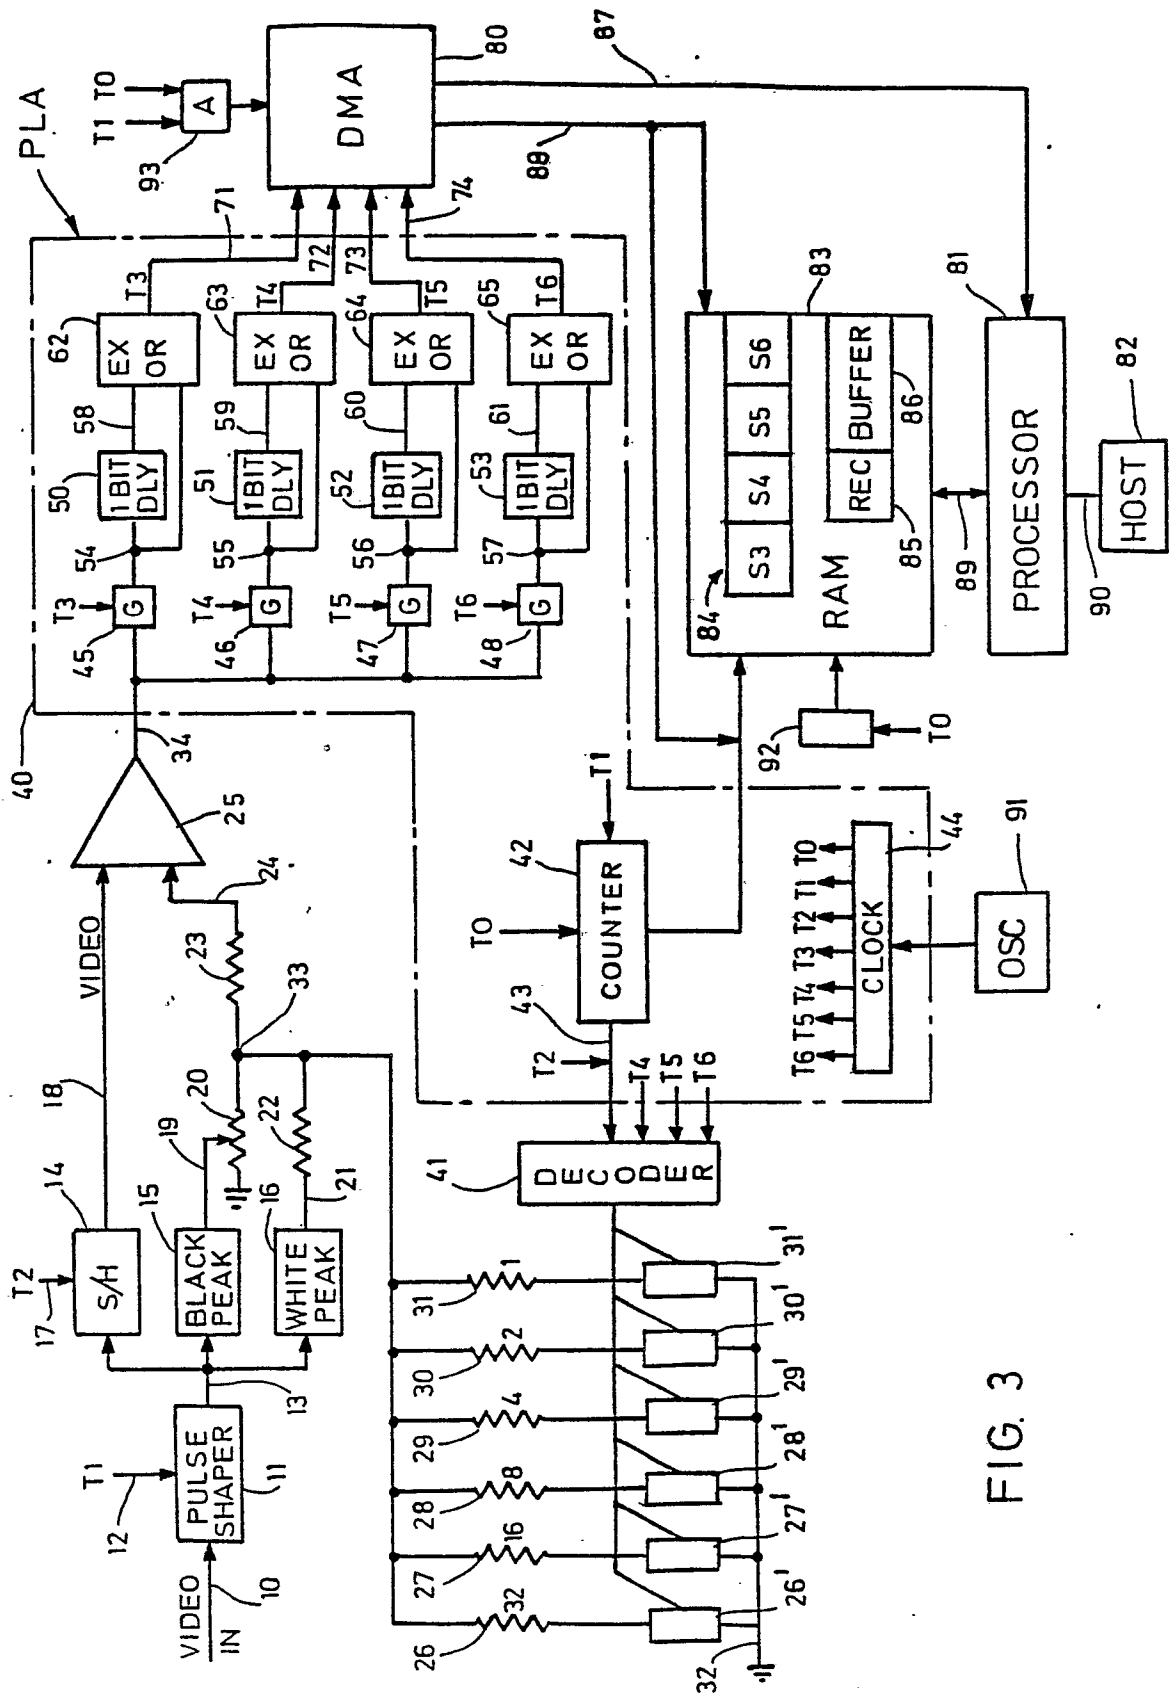 VIDEO
IN
10
T1
12
PULSE
SHAPER
11
13
T2
17
S/H
14
18
VIDEO
BLACK
PEAK
15
19
20
WHITE
PEAK
16
21
22
33
23
24
25
34
40
PLA
T3
45
G
54
50
1 BIT
DLY
58
62
EX
OR
T3
71
T4
46
G
55
51
1BIT
DLY
59
63
EX
OR
T4
72
T5
47
G
56
52
1BIT
DLY
60
64
EX
OR
T5
73
T6
48
G
57
53
1BIT
DLY
61
65
EX
OR
T6
74
T1
T0
93
A
DMA
80
87
88
26
32
27
16
28
8
29
4
30
2
31
1
26'
27'
28'
29'
30'
31'
32
41
DECODER
T2
43
T4
T5
T6
T0
COUNTER
42
T1
T6
T5
T4
T3
T2
T1
T0
CLOCK
44
OSC
91
92
T0
RAM
84
S3
S4
S5
S6
83
REC
BUFFER
85
86
89
PROCESSOR
81
90
HOST
82
FIG. 3